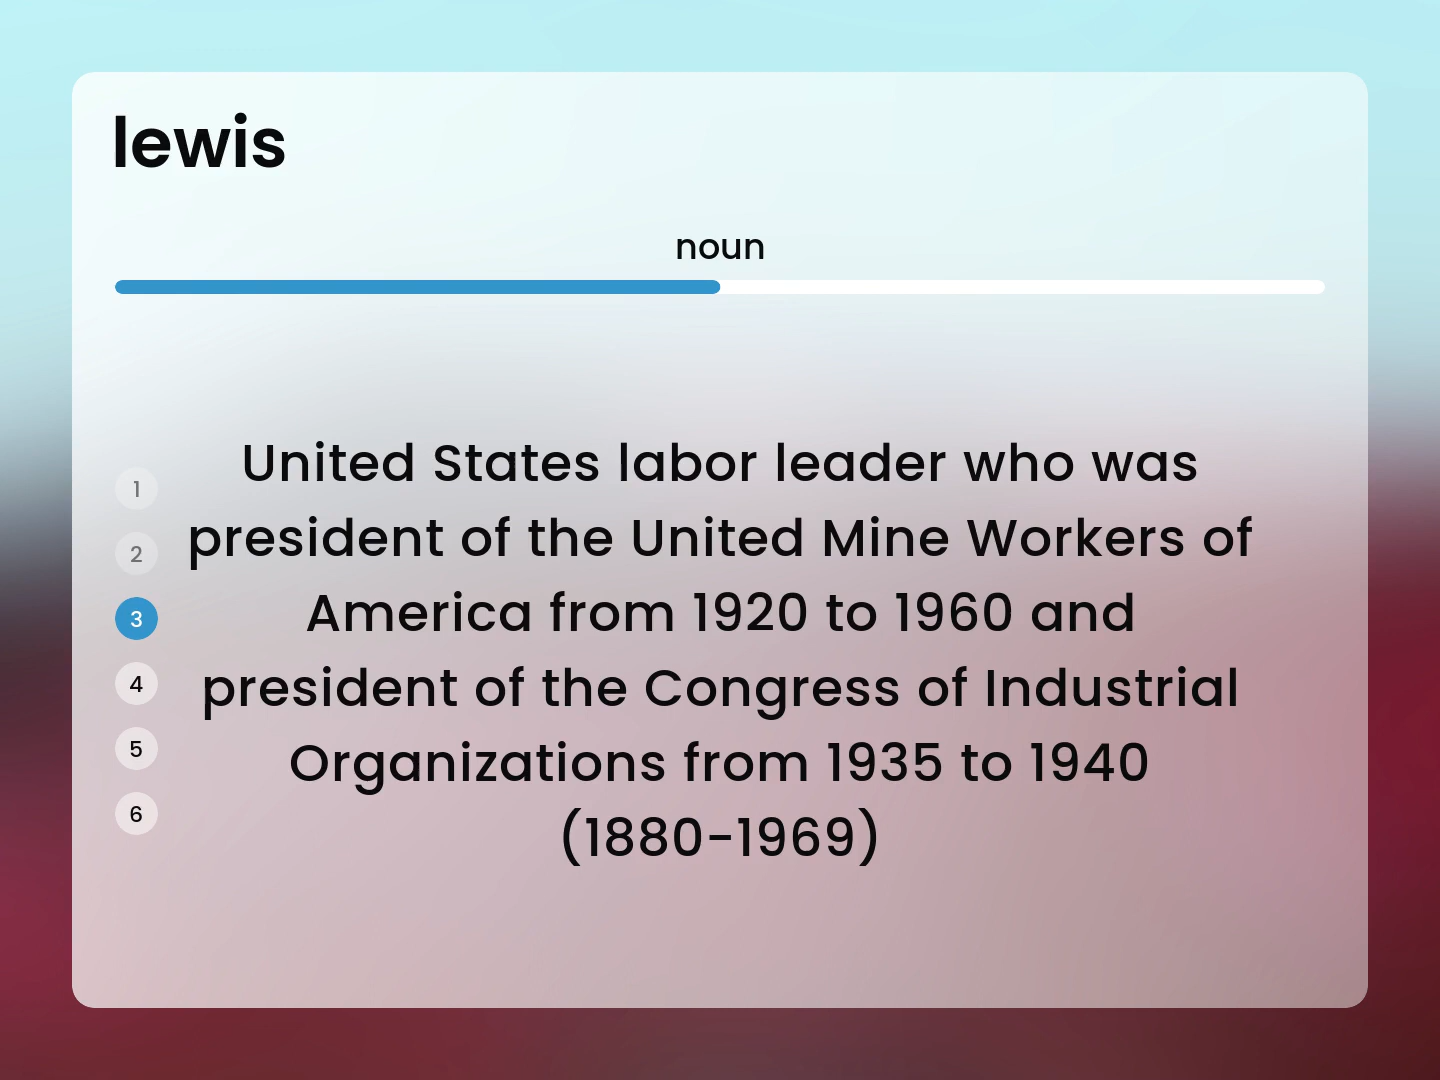 lewis
noun
United States labor leader who was
president of the United Mine Workers of
America from 1920 to 1960 and
president of the Congress of Industrial
Organizations from 1935 to 1940
(1880-1969)
1
2
3
4
5
6